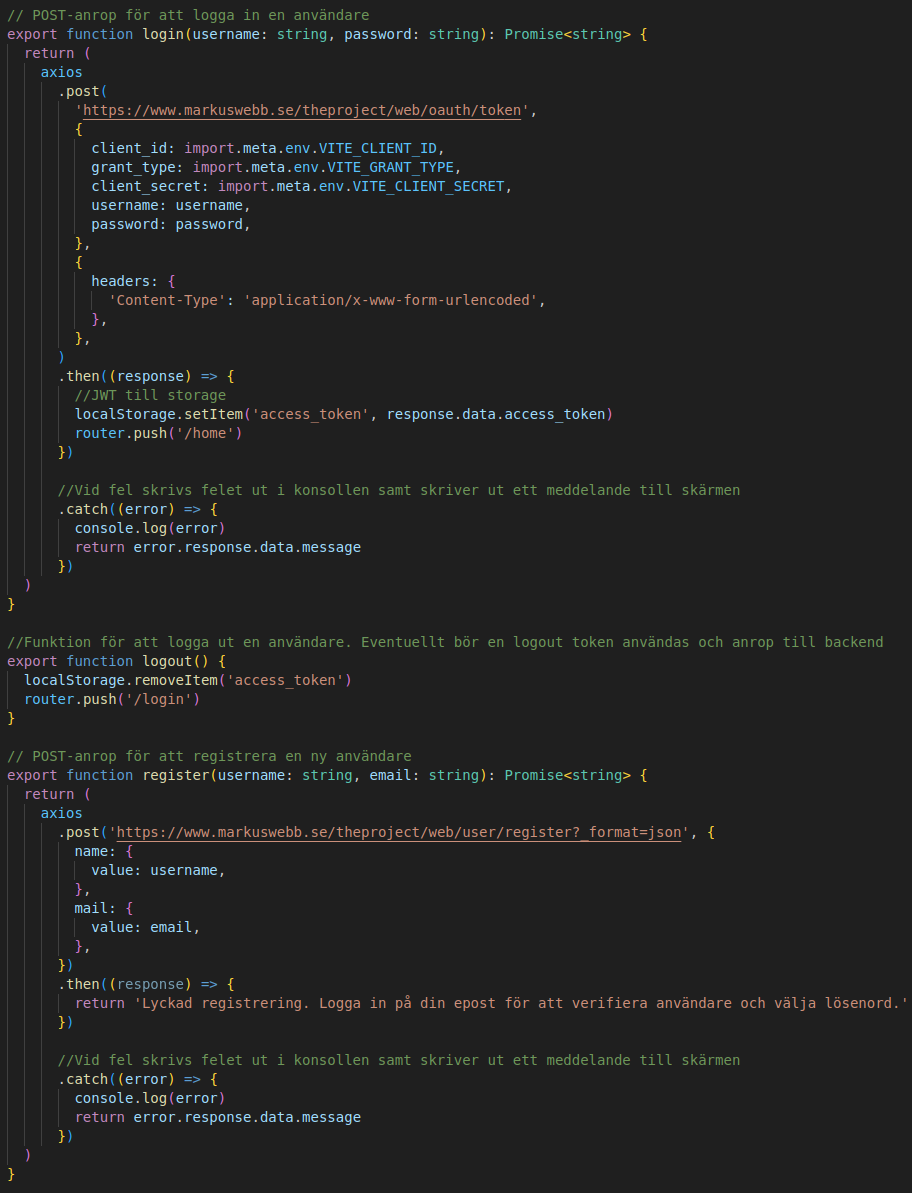 // POST-anrop för att logga in en användare
export function login(username: string, password: string): Promise<string> {
  return (
    axios
      .post(
        'https://www.markuswebb.se/theproject/web/oauth/token',
        {
          client_id: import.meta.env.VITE_CLIENT_ID,
          grant_type: import.meta.env.VITE_GRANT_TYPE,
          client_secret: import.meta.env.VITE_CLIENT_SECRET,
          username: username,
          password: password,
        },
        {
          headers: {
            'Content-Type': 'application/x-www-form-urlencoded',
          },
        },
      )
      .then((response) => {
        //JWT till storage
        localStorage.setItem('access_token', response.data.access_token)
        router.push('/home')
      })

      //Vid fel skrivs felet ut i konsollen samt skriver ut ett meddelande till skärmen
      .catch((error) => {
        console.log(error)
        return error.response.data.message
      })
  )
}

//Funktion för att logga ut en användare. Eventuellt bör en logout token användas och anrop till backend
export function logout() {
  localStorage.removeItem('access_token')
  router.push('/login')
}

// POST-anrop för att registrera en ny användare
export function register(username: string, email: string): Promise<string> {
  return (
    axios
      .post('https://www.markuswebb.se/theproject/web/user/register?_format=json', {
        name: {
          value: username,
        },
        mail: {
          value: email,
        },
      })
      .then((response) => {
        return 'Lyckad registrering. Logga in på din epost för att verifiera användare och välja lösenord.'
      })

      //Vid fel skrivs felet ut i konsollen samt skriver ut ett meddelande till skärmen
      .catch((error) => {
        console.log(error)
        return error.response.data.message
      })
  )
}